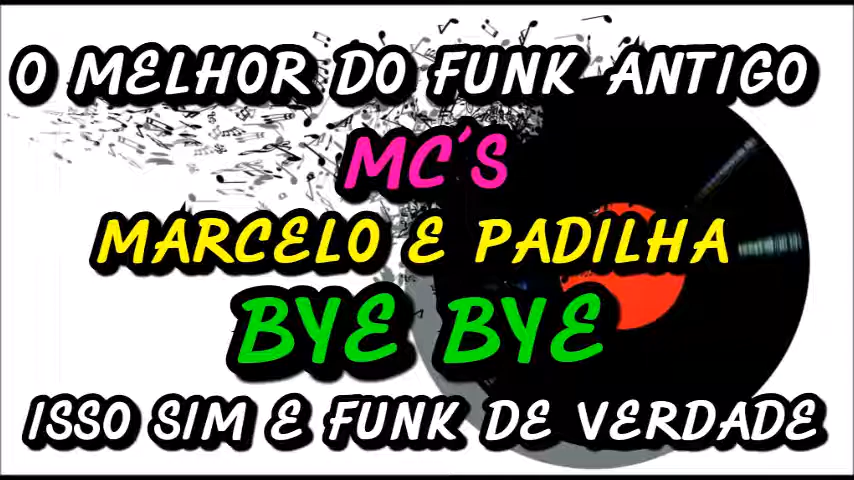 O MELHOR DO FUNK ANTIGO
MC'S
MARCELO E PADILHA
BYE BYE
ISSO SIM E FUNK DE VERDADE